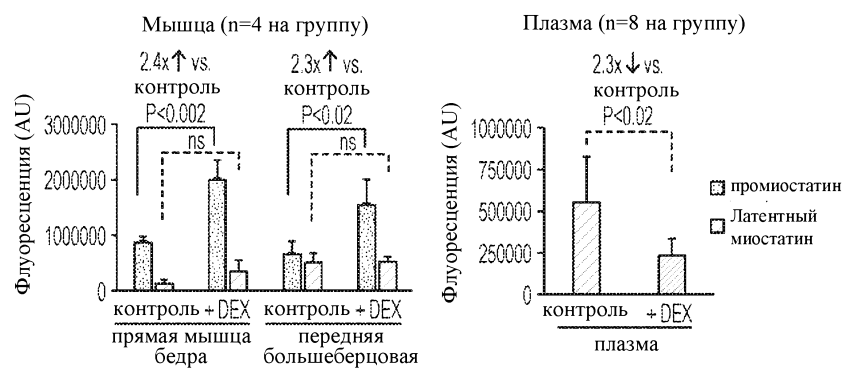 Мышца (n=4 на группу)
2.4x↑ vs.
контроль
P<0.002
ns
2.3x↑ vs.
контроль
P<0.02
ns
Флуоресценция (AU)
3000000
2000000
1000000
0
контроль +DEX
прямая мышца
бедра
контроль +DEX
передняя
большеберцовая
Плазма (n=8 на группу)
2.3x↓ vs.
контроль
P<0.02
Флуоресценция (AU)
1000000
750000
500000
250000
0
контроль +DEX
плазма
промиостатин
Латентный
миостатин